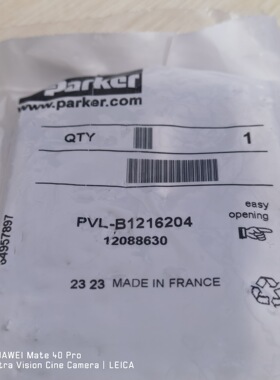 Parker
www.parker.com
QTY
1
PVL-B1216204
12088630
easy
opening
64957897
23 23 MADE IN FRANCE
HUAWEI Mate 40 Pro
Ultra Vision Cine Camera | LEICA